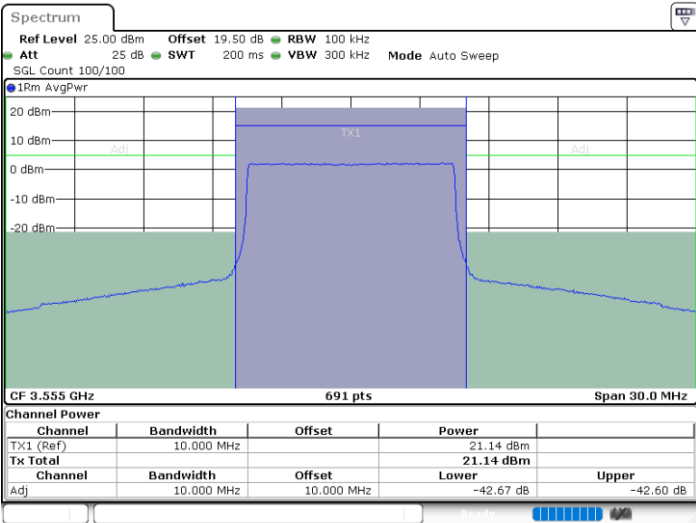 Spectrum
Ref Level 25.00 dBm Offset 19.50 dB RBW 100 kHz
Att 25 dB SWT 200 ms VBW 300 kHz Mode Auto Sweep
SGL Count 100/100
1Rm AvgPwr
20 dBm
TX1
10 dBm
Adj Adj
0 dBm
-10 dBm
-20 dBm
CF 3.555 GHz 691 pts Span 30.0 MHz
Channel Power
Channel Bandwidth Offset Power
TX1 (Ref) 10.000 MHz 21.14 dBm
Tx Total 21.14 dBm
Channel Bandwidth Offset Lower Upper
Adj 10.000 MHz 10.000 MHz -42.67 dB -42.60 dB
Ready